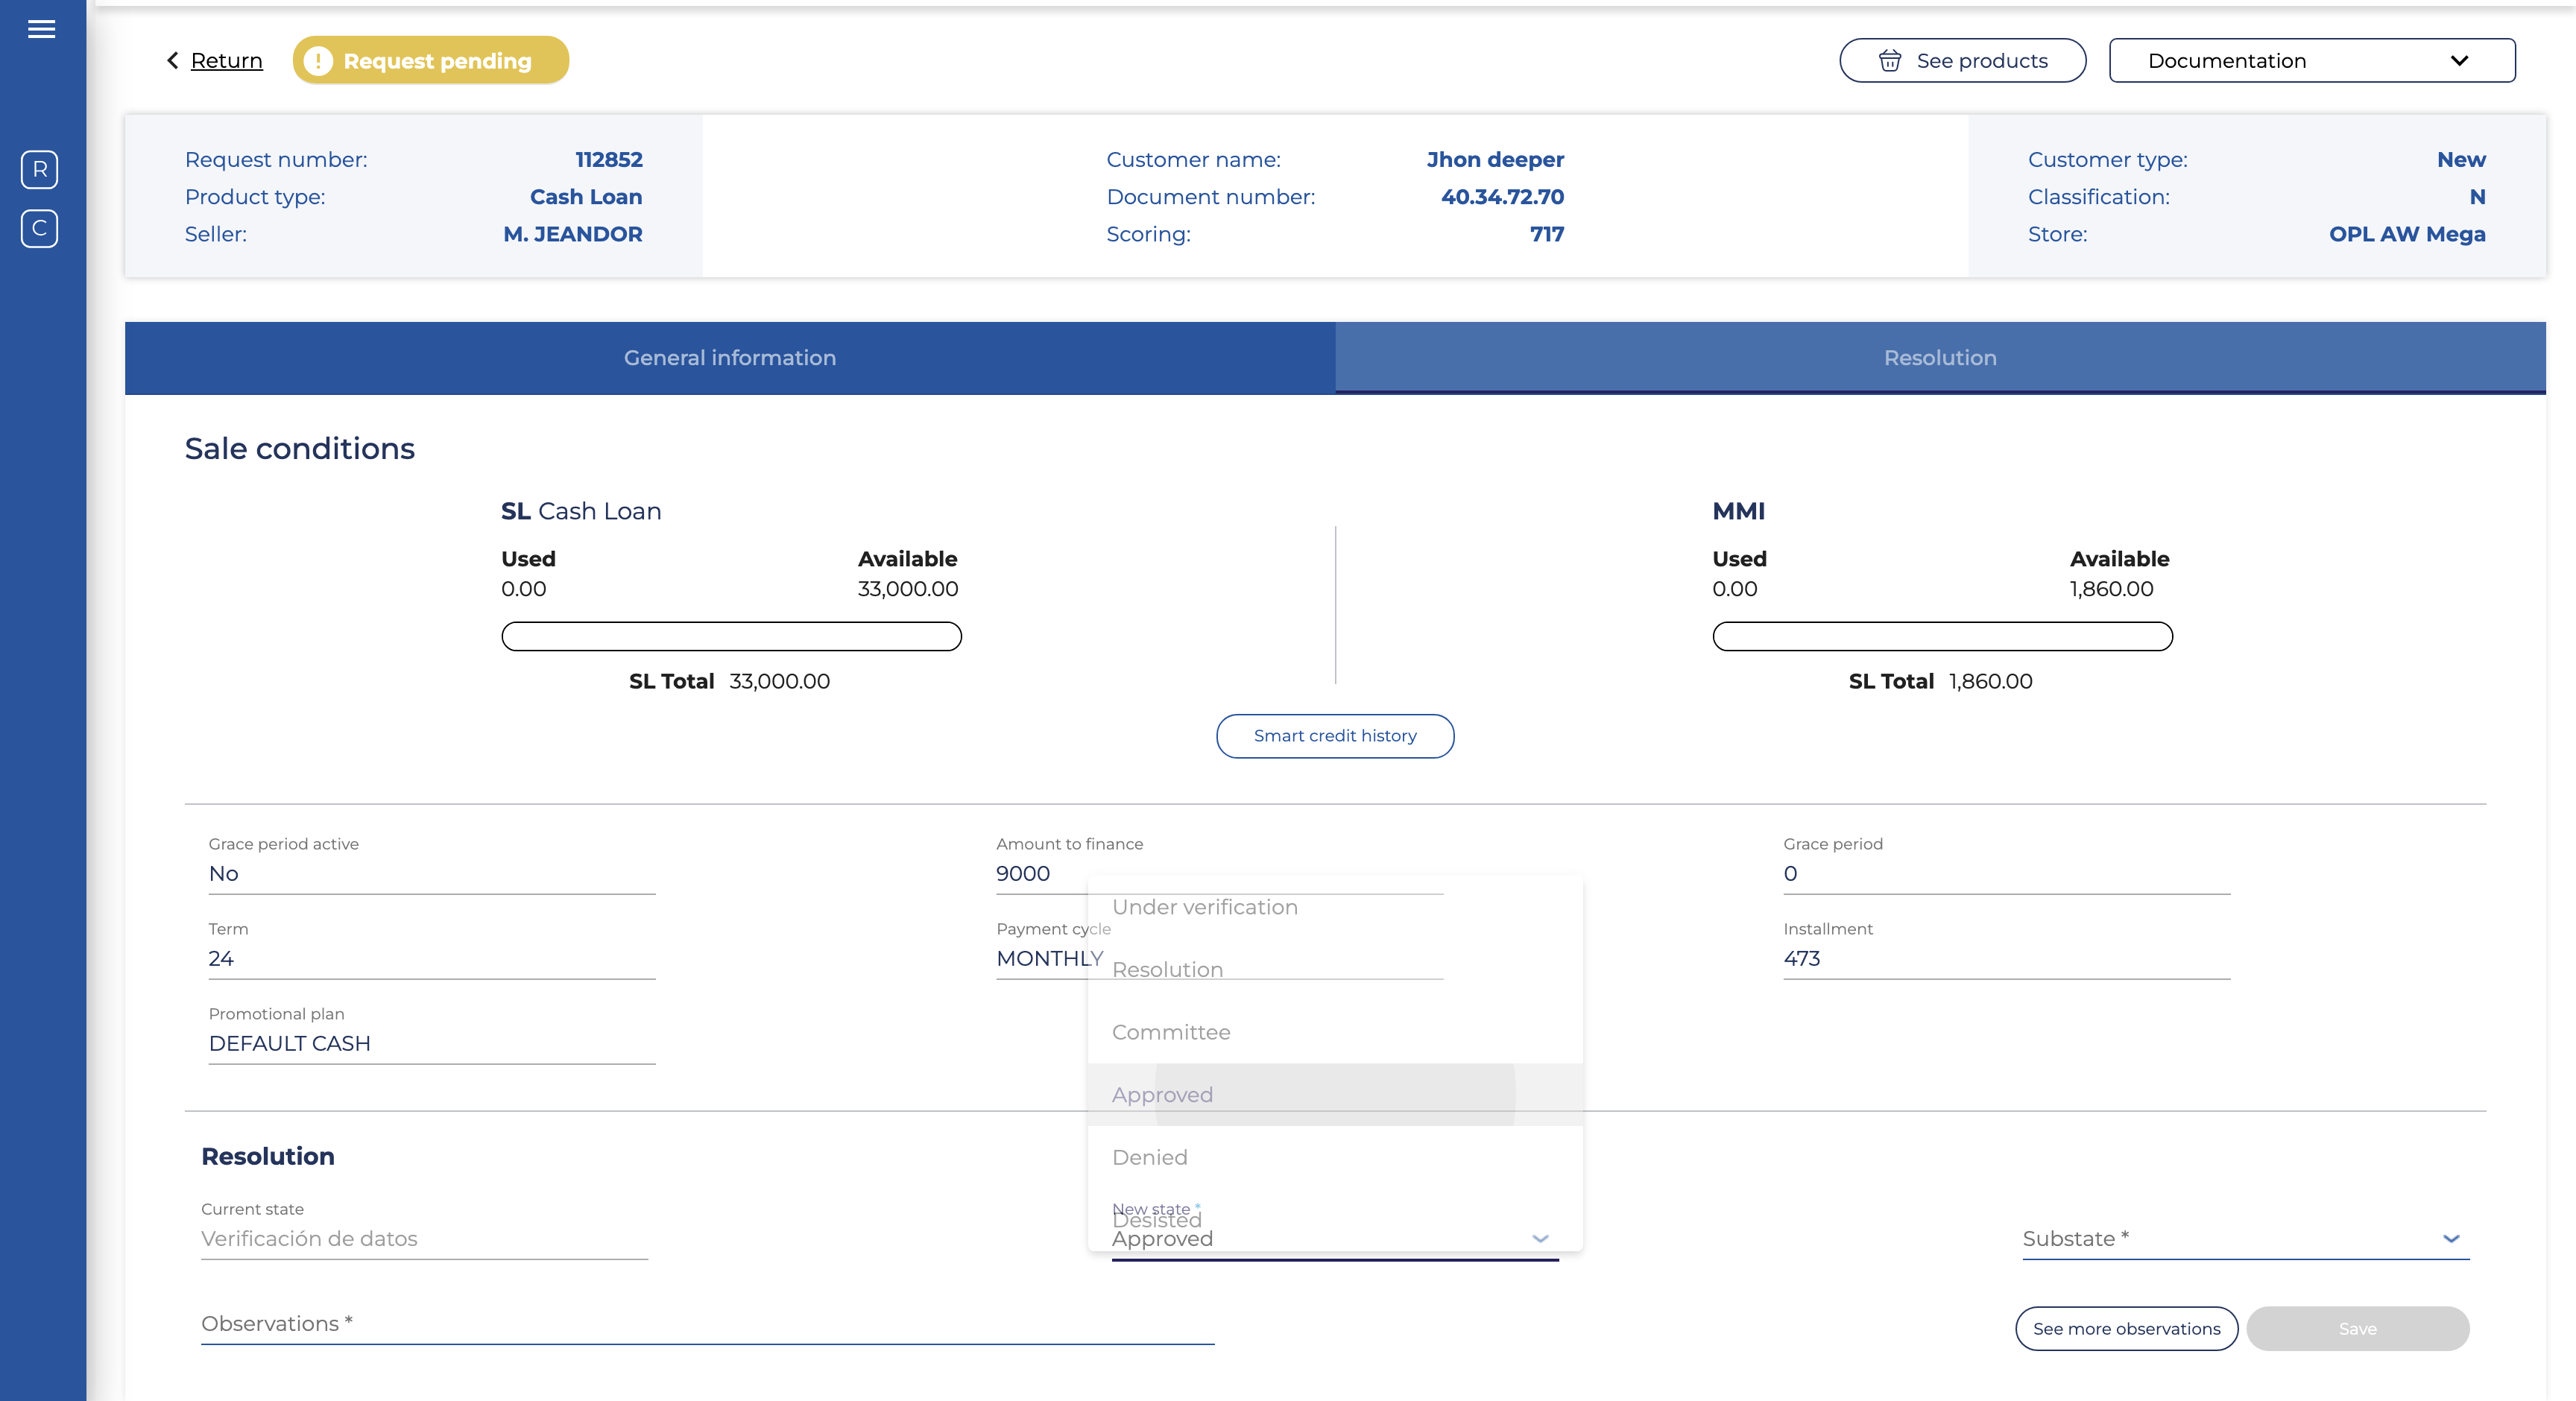 Return
Request pending
See products
Documentation
R
C
Request number: 112852
Product type: Cash Loan
Seller: M. JEANDOR
Customer name: Jhon deeper
Document number: 40.34.72.70
Scoring: 717
Customer type: New
Classification: N
Store: OPL AW Mega
General information
Resolution
Sale conditions
SL Cash Loan
Used Available
0.00 33,000.00
SL Total 33,000.00
MMI
Used Available
0.00 1,860.00
SL Total 1,860.00
Smart credit history
Grace period active
No
Amount to finance
9000
Grace period
0
Term
24
Payment cycle
MONTHLY
Installment
473
Promotional plan
DEFAULT CASH
Under verification
Resolution
Committee
Approved
Denied
Desisted
Resolution
Current state
Verificación de datos
New state *
Approved
Substate *
Observations *
See more observations
Save